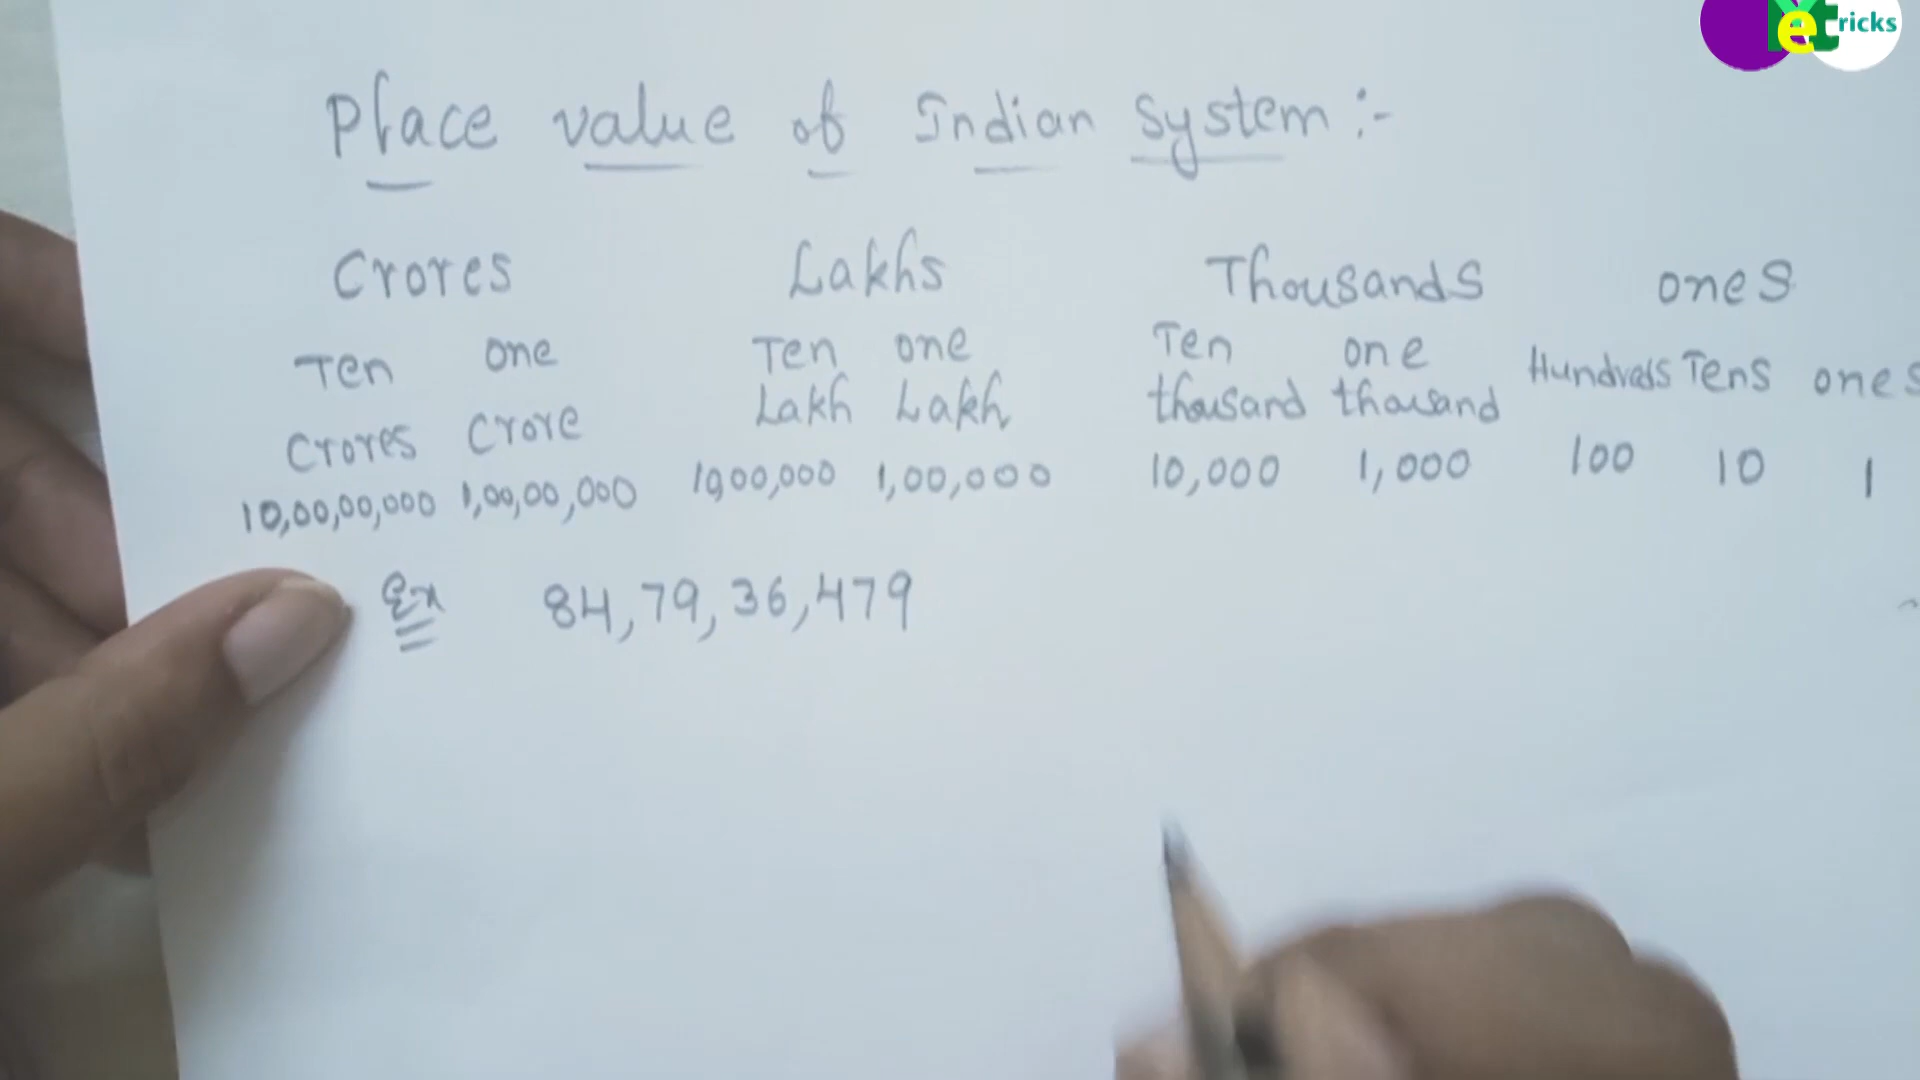 Yetricks
Place value of Indian System :-
Crores Lakhs Thousands ones
Ten one Ten one Ten one Hundreds Tens ones
Crores Crore Lakh Lakh thousand thousand
10,00,00,000 1,00,00,000 10,00,000 1,00,000 10,000 1,000 100 10 1
Ex 84,79,36,479